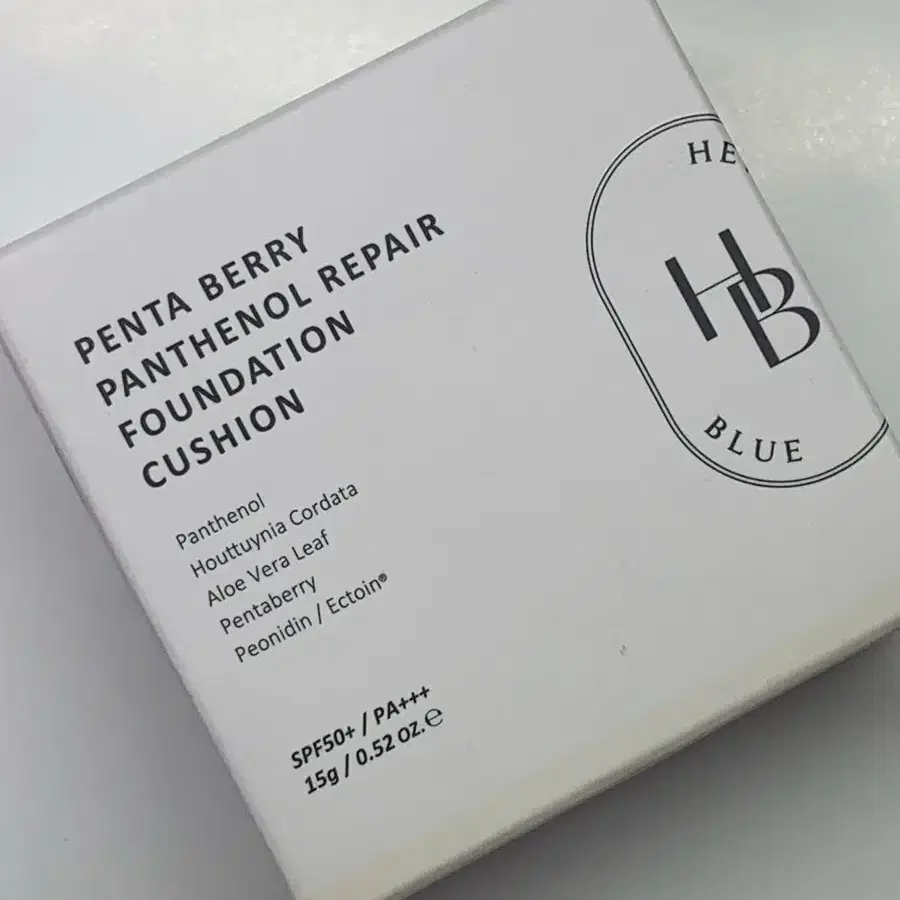 PENTA BERRY
PANTHENOL REPAIR
FOUNDATION
CUSHION
Panthenol
Houttuynia Cordata
Aloe Vera Leaf
Pentaberry
Peonidin / Ectoin®
SPF50+ / PA+++
15g / 0.52 OZ.℮
HB
BLUE